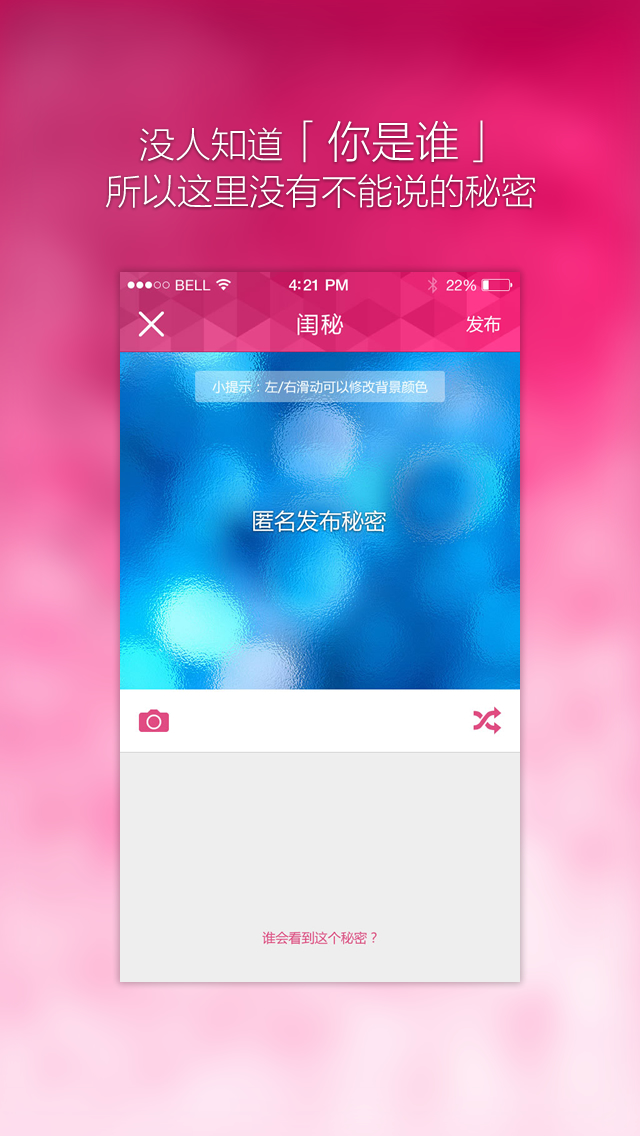 没人知道「你是谁」
所以这里没有不能说的秘密
BELL 4:21 PM 22%
闺秘 发布
小提示：左/右滑动可以修改背景颜色
匿名发布秘密
谁会看到这个秘密？